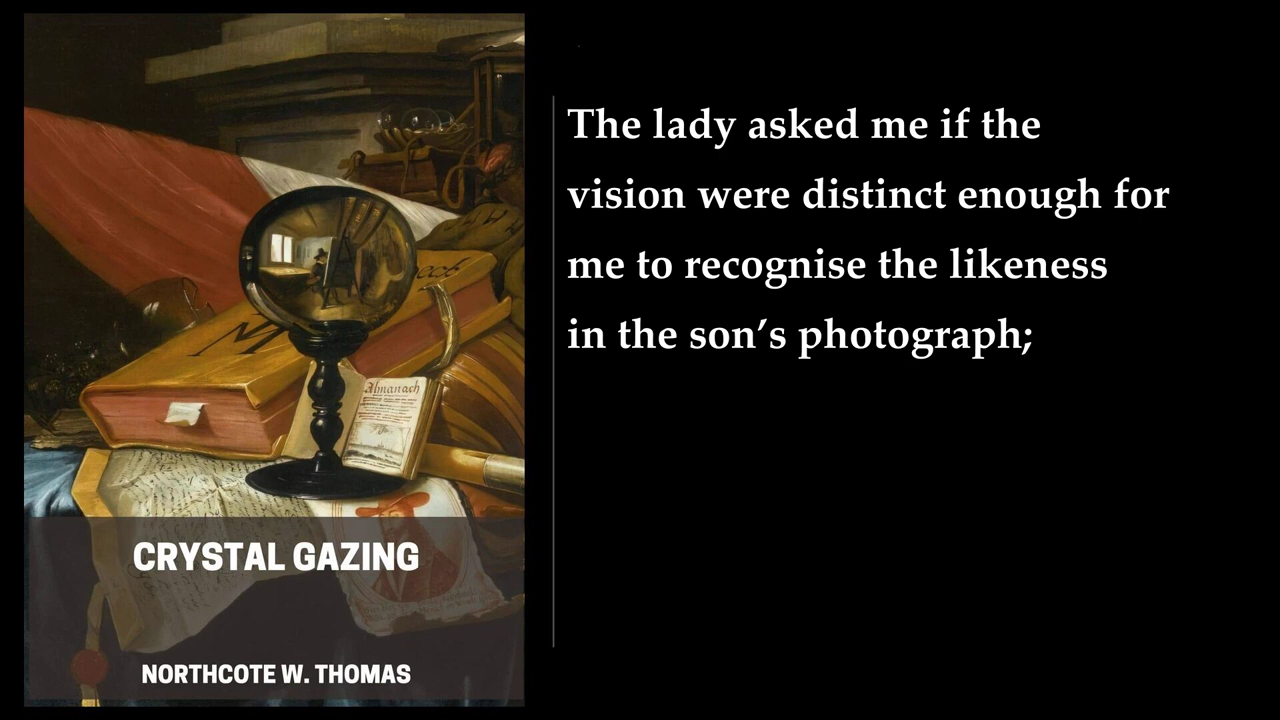 The lady asked me if the
vision were distinct enough for
me to recognise the likeness
in the son’s photograph;
Almanach
M
CRYSTAL GAZING
NORTHCOTE W. THOMAS